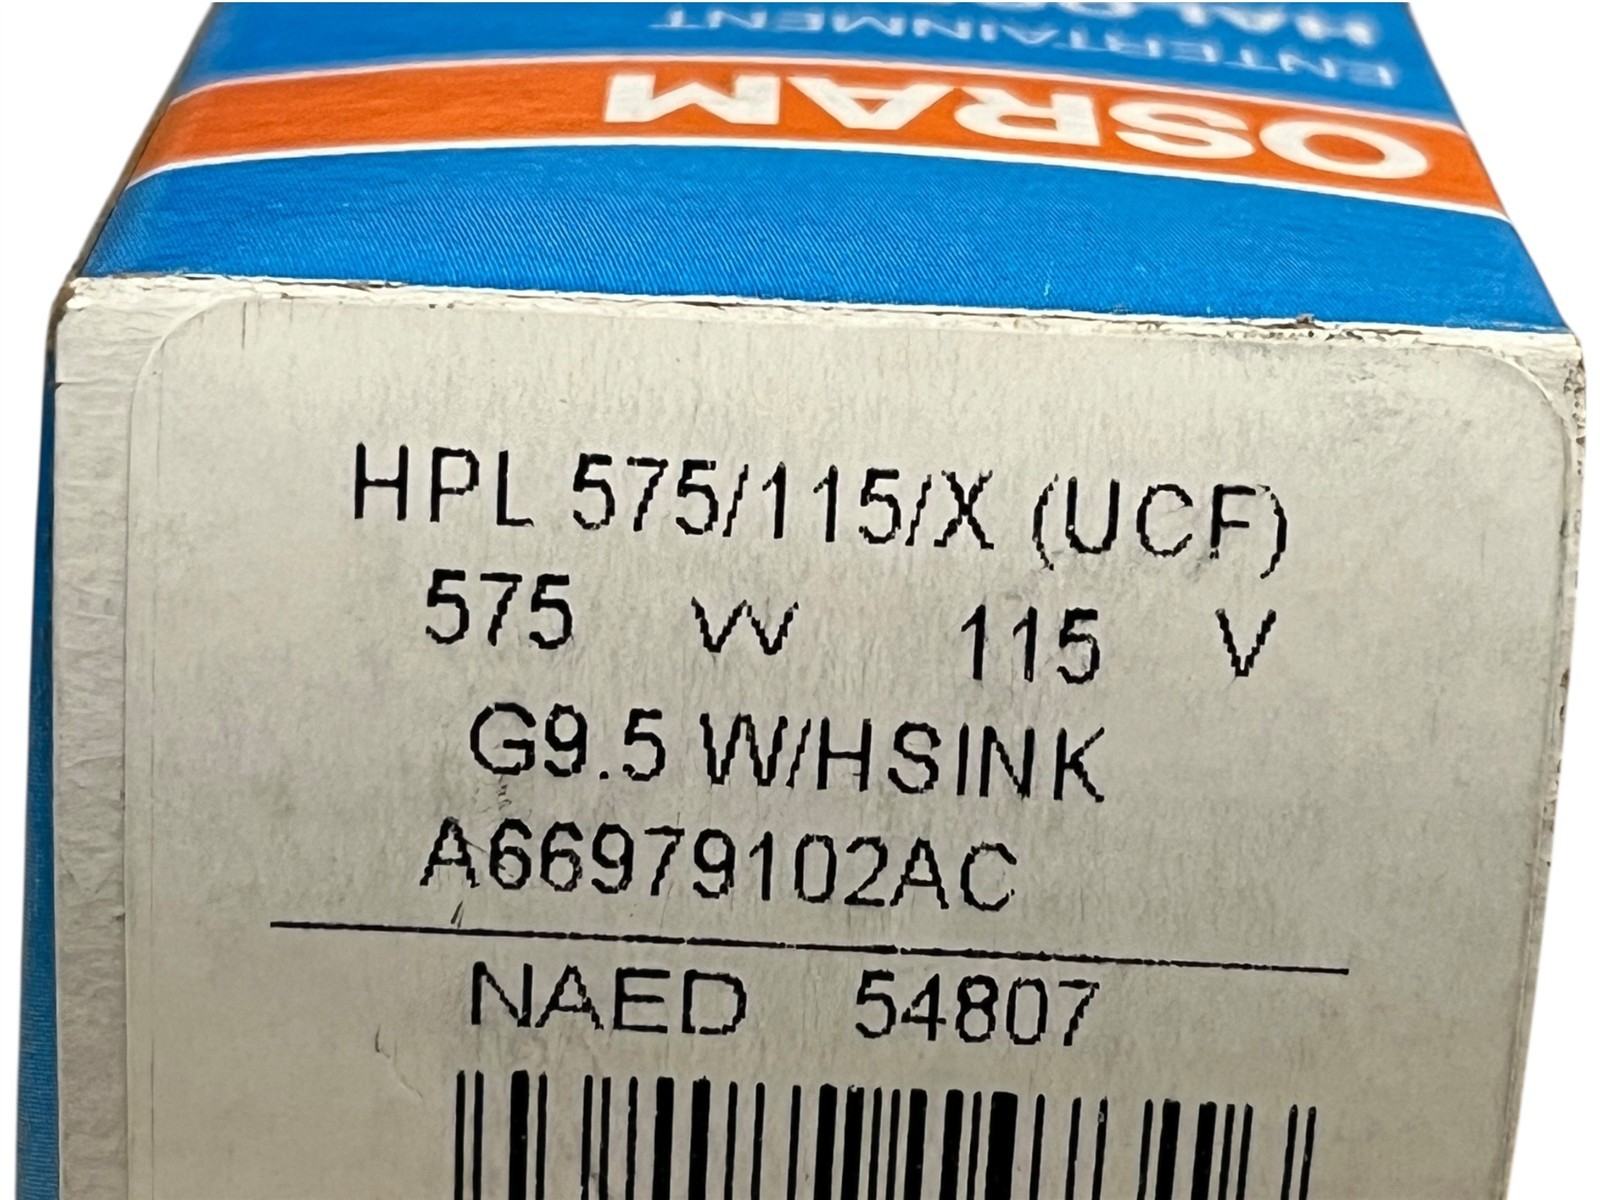 ENTERTAINMENT
OSRAM
HPL 575/115/X (UCF)
575 W 115 V
G9.5 W/HSINK
A66979102AC
NAED 54807